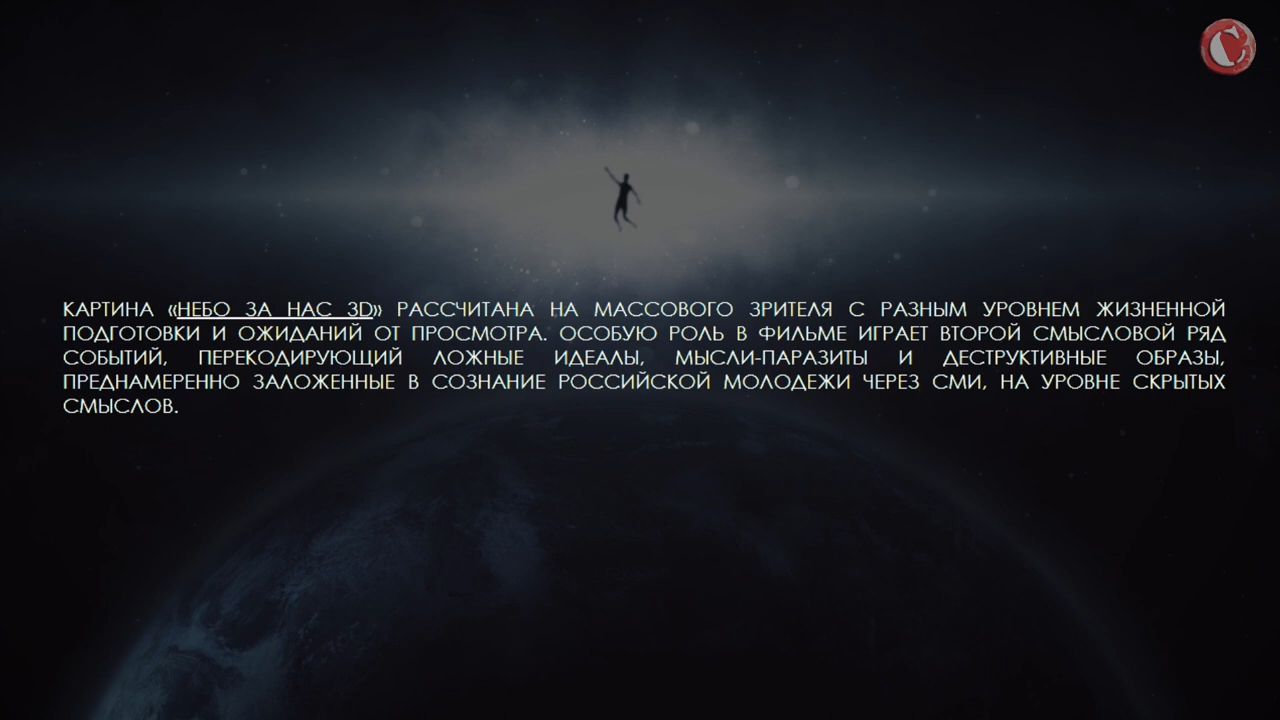 КАРТИНА «НЕБО ЗА НАС 3D» РАССЧИТАНА НА МАССОВОГО ЗРИТЕЛЯ С РАЗНЫМ УРОВНЕМ ЖИЗНЕННОЙ
ПОДГОТОВКИ И ОЖИДАНИЙ ОТ ПРОСМОТРА. ОСОБУЮ РОЛЬ В ФИЛЬМЕ ИГРАЕТ ВТОРОЙ СМЫСЛОВОЙ РЯД
СОБЫТИЙ, ПЕРЕКОДИРУЮЩИЙ ЛОЖНЫЕ ИДЕАЛЫ, МЫСЛИ-ПАРАЗИТЫ И ДЕСТРУКТИВНЫЕ ОБРАЗЫ,
ПРЕДНАМЕРЕННО ЗАЛОЖЕННЫЕ В СОЗНАНИЕ РОССИЙСКОЙ МОЛОДЕЖИ ЧЕРЕЗ СМИ, НА УРОВНЕ СКРЫТЫХ
СМЫСЛОВ.